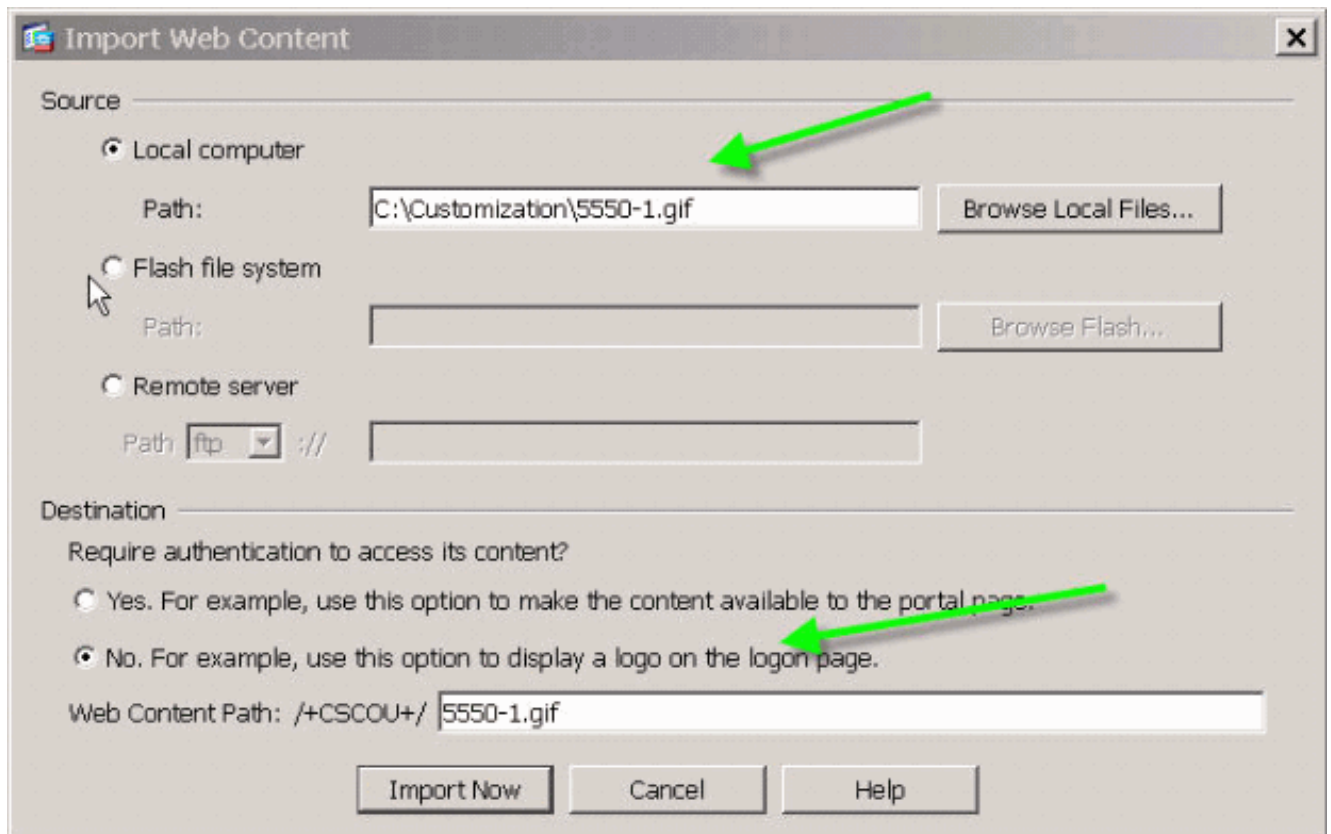 Import Web Content
Source
Local computer
Path: C:\Customization\5550-1.gif Browse Local Files...
Flash file system
Path: Browse Flash...
Remote server
Path ftp ://
Destination
Require authentication to access its content?
Yes. For example, use this option to make the content available to the portal page.
No. For example, use this option to display a logo on the logon page.
Web Content Path: /+CSCOU+/ 5550-1.gif
Import Now Cancel Help